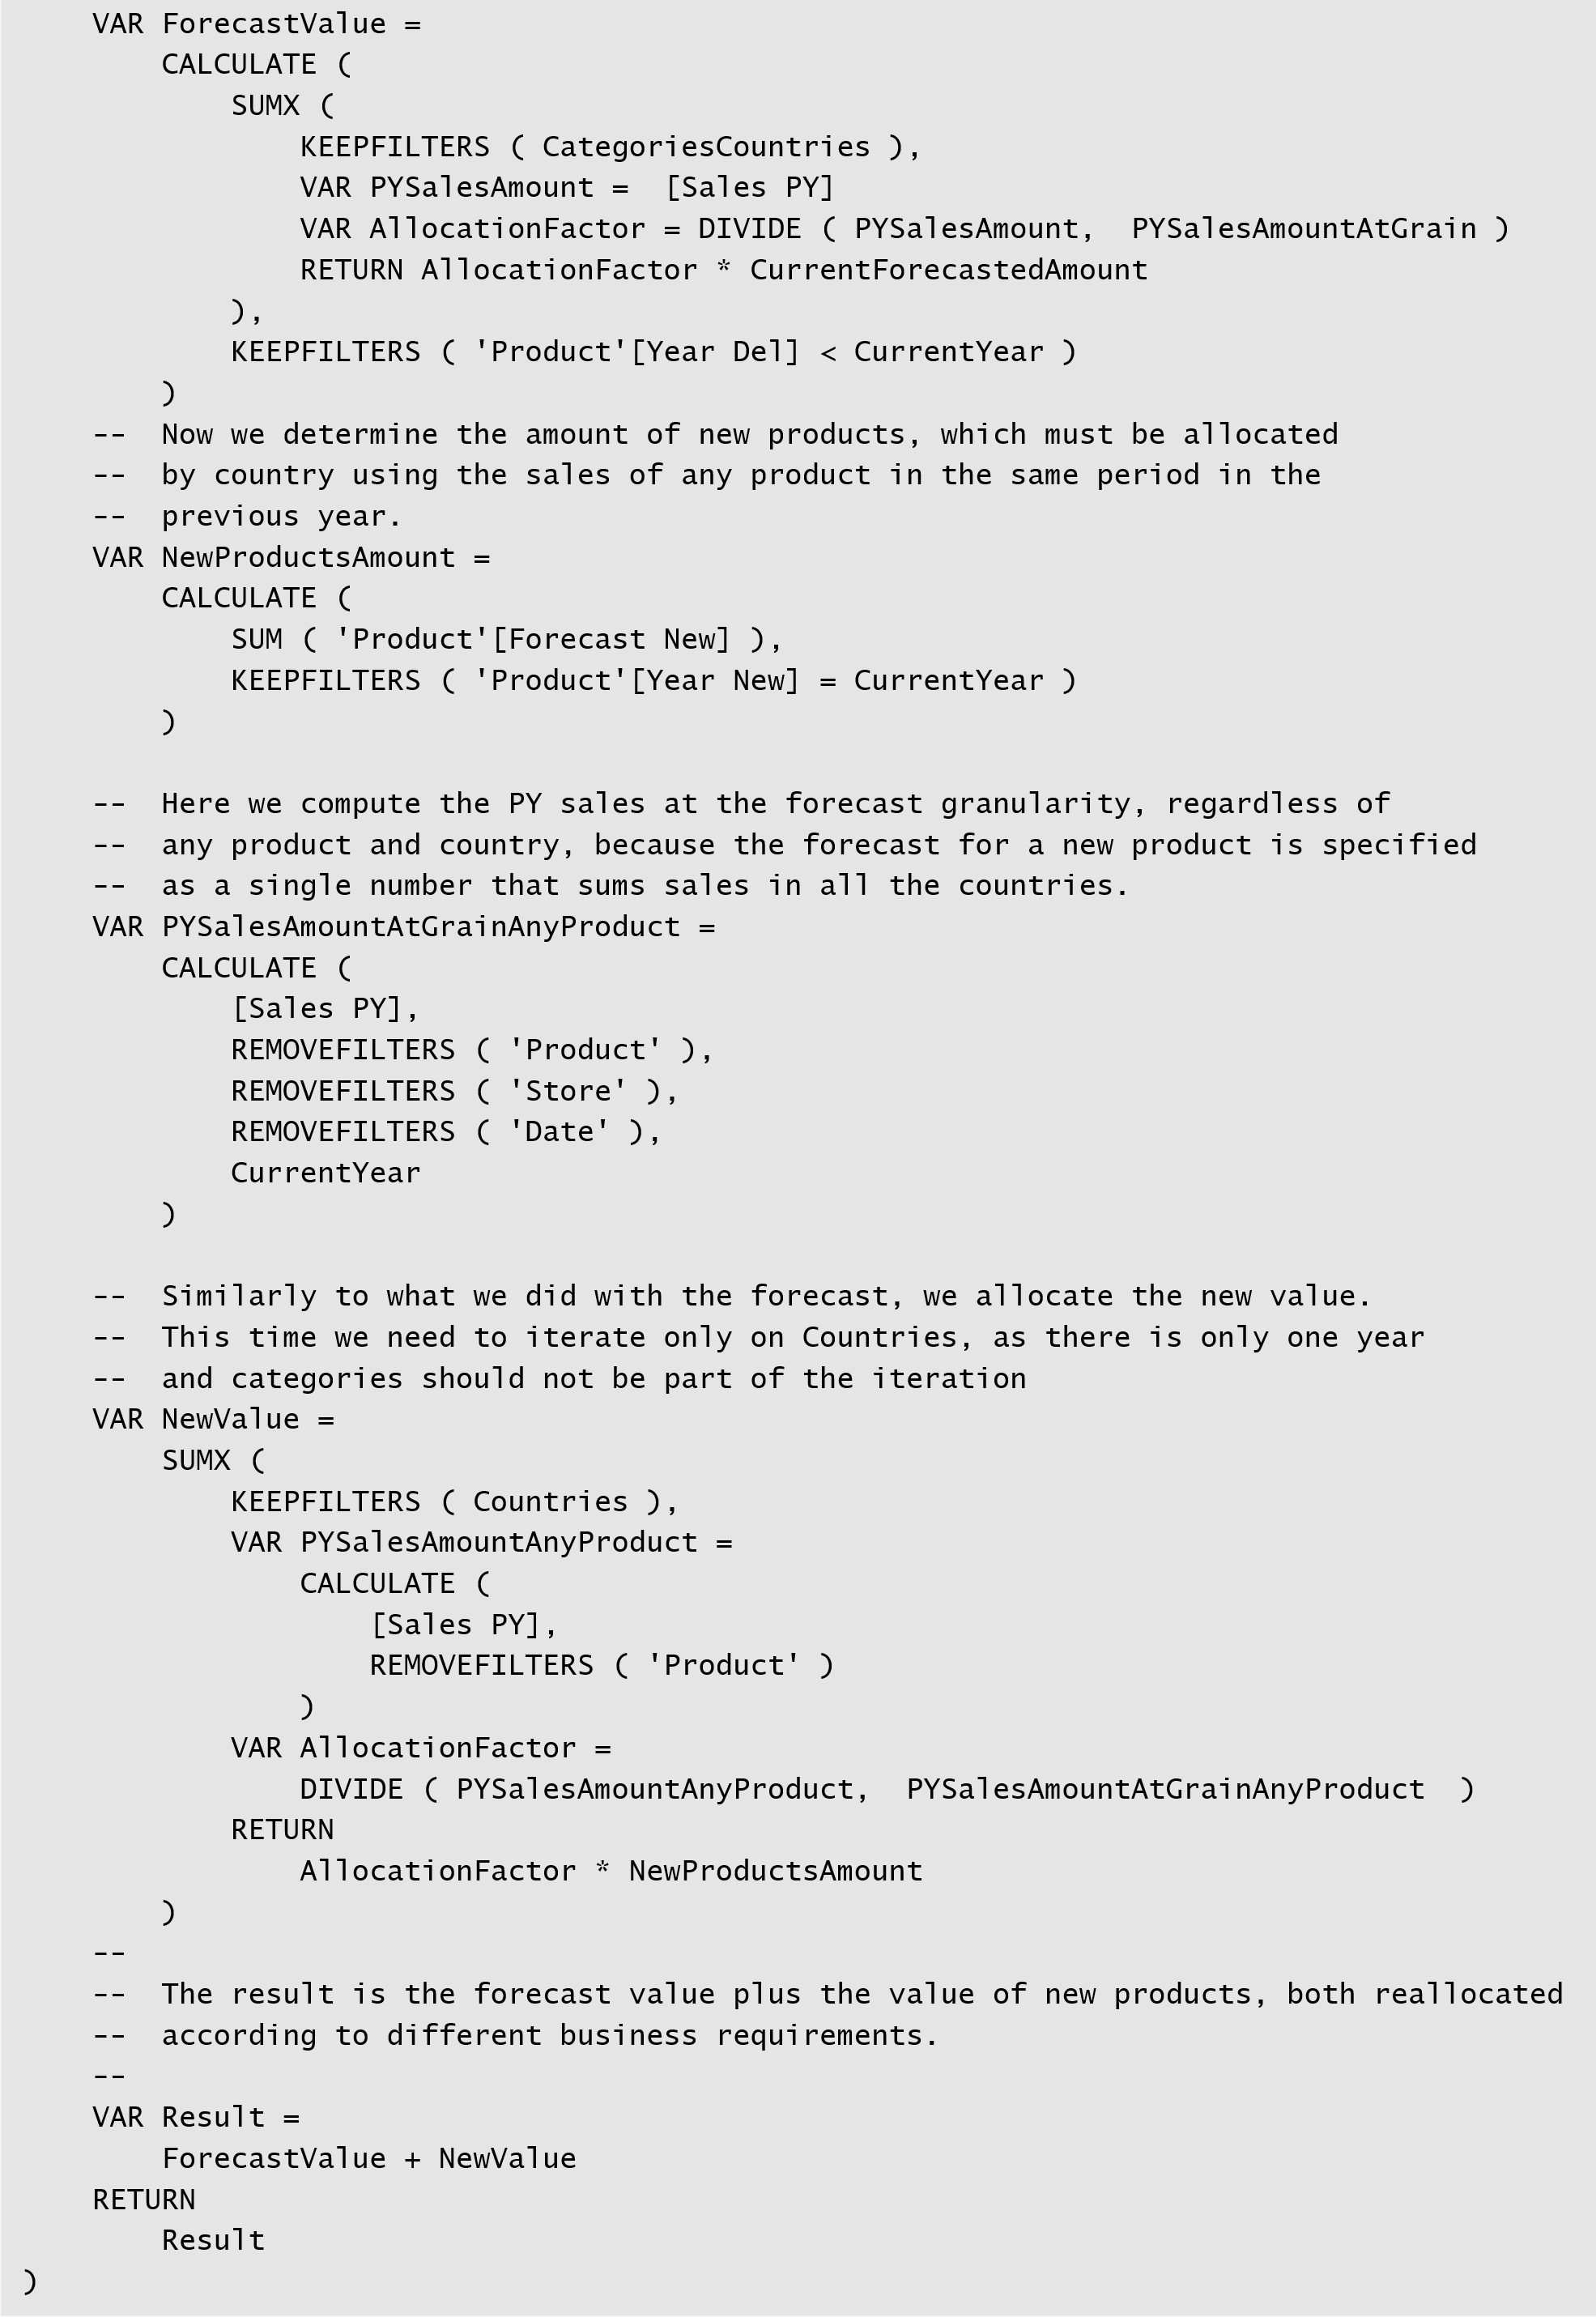 VAR ForecastValue =
CALCULATE (
SUMX (
KEEPFILTERS ( CategoriesCountries ),
VAR PYSalesAmount =  [Sales PY]
VAR AllocationFactor = DIVIDE ( PYSalesAmount,  PYSalesAmountAtGrain )
RETURN AllocationFactor * CurrentForecastedAmount
),
KEEPFILTERS ( 'Product'[Year Del] < CurrentYear )
)
--  Now we determine the amount of new products, which must be allocated
--  by country using the sales of any product in the same period in the
--  previous year.
VAR NewProductsAmount =
CALCULATE (
SUM ( 'Product'[Forecast New] ),
KEEPFILTERS ( 'Product'[Year New] = CurrentYear )
)
--  Here we compute the PY sales at the forecast granularity, regardless of
--  any product and country, because the forecast for a new product is specified
--  as a single number that sums sales in all the countries.
VAR PYSalesAmountAtGrainAnyProduct =
CALCULATE (
[Sales PY],
REMOVEFILTERS ( 'Product' ),
REMOVEFILTERS ( 'Store' ),
REMOVEFILTERS ( 'Date' ),
CurrentYear
)
--  Similarly to what we did with the forecast, we allocate the new value.
--  This time we need to iterate only on Countries, as there is only one year
--  and categories should not be part of the iteration
VAR NewValue =
SUMX (
KEEPFILTERS ( Countries ),
VAR PYSalesAmountAnyProduct =
CALCULATE (
[Sales PY],
REMOVEFILTERS ( 'Product' )
)
VAR AllocationFactor =
DIVIDE ( PYSalesAmountAnyProduct,  PYSalesAmountAtGrainAnyProduct  )
RETURN
AllocationFactor * NewProductsAmount
)
--
--  The result is the forecast value plus the value of new products, both reallocated
--  according to different business requirements.
--
VAR Result =
ForecastValue + NewValue
RETURN
Result
)